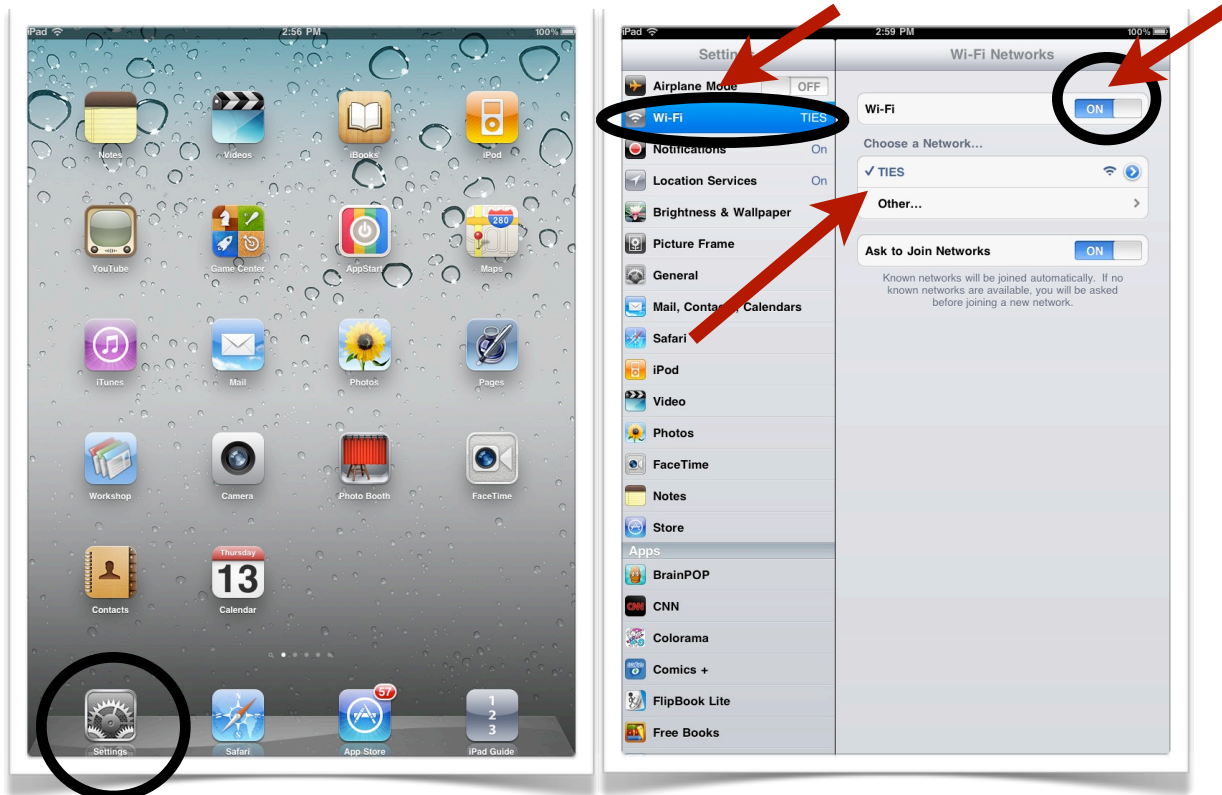 iPad 2:56 PM 100%
Notes Videos iBooks iPod
280
YouTube Game Center AppStart Maps
iTunes Mail Photos Pages
Workshop Camera Photo Booth FaceTime
Thursday
13
Contacts Calendar
57
1
2
3
Settings Safari App Store iPad Guide
iPad 2:59 PM 100%
Settings
Airplane Mode OFF
Wi-Fi TIES
Notifications On
Location Services On
Brightness & Wallpaper
Picture Frame
General
Mail, Contacts, Calendars
Safari
iPod
Video
Photos
FaceTime
Notes
Store
Apps
BrainPOP
CNN
CNN
Colorama
Comics +
FlipBook Lite
Free Books
Wi-Fi Networks
Wi-Fi ON
Choose a Network...
✓ TIES
Other...
Ask to Join Networks ON
Known networks will be joined automatically. If no
known networks are available, you will be asked
before joining a new network.